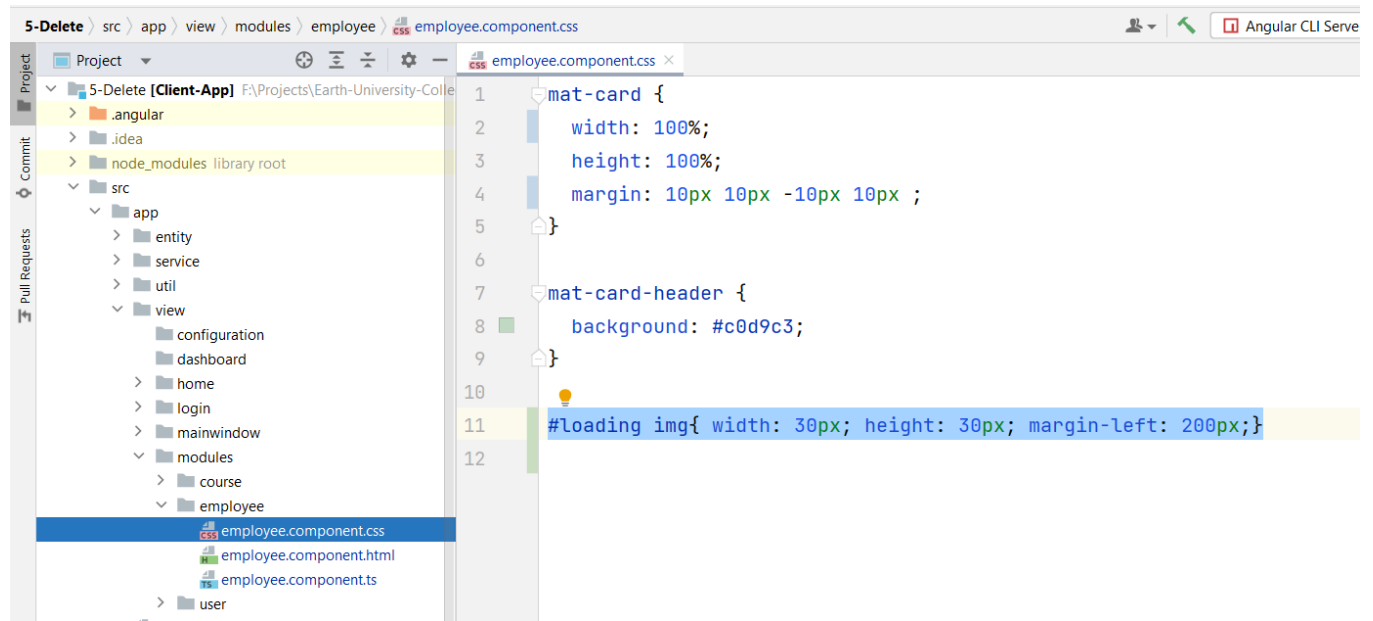 5-Delete 〉 src 〉 app 〉 view 〉 modules 〉 employee 〉 employee.component.css
Angular CLI Serve
Project
Commit
Pull Requests
Project
5-Delete [Client-App] F:\Projects\Earth-University-Colle
.angular
.idea
node_modules library root
src
app
entity
service
util
view
configuration
dashboard
home
login
mainwindow
modules
course
employee
employee.component.css
employee.component.html
employee.component.ts
user
employee.component.css
1 mat-card {
2 width: 100%;
3 height: 100%;
4 margin: 10px 10px -10px 10px ;
5 }
6
7 mat-card-header {
8 background: #c0d9c3;
9 }
10
11 #loading img{ width: 30px; height: 30px; margin-left: 200px;}
12